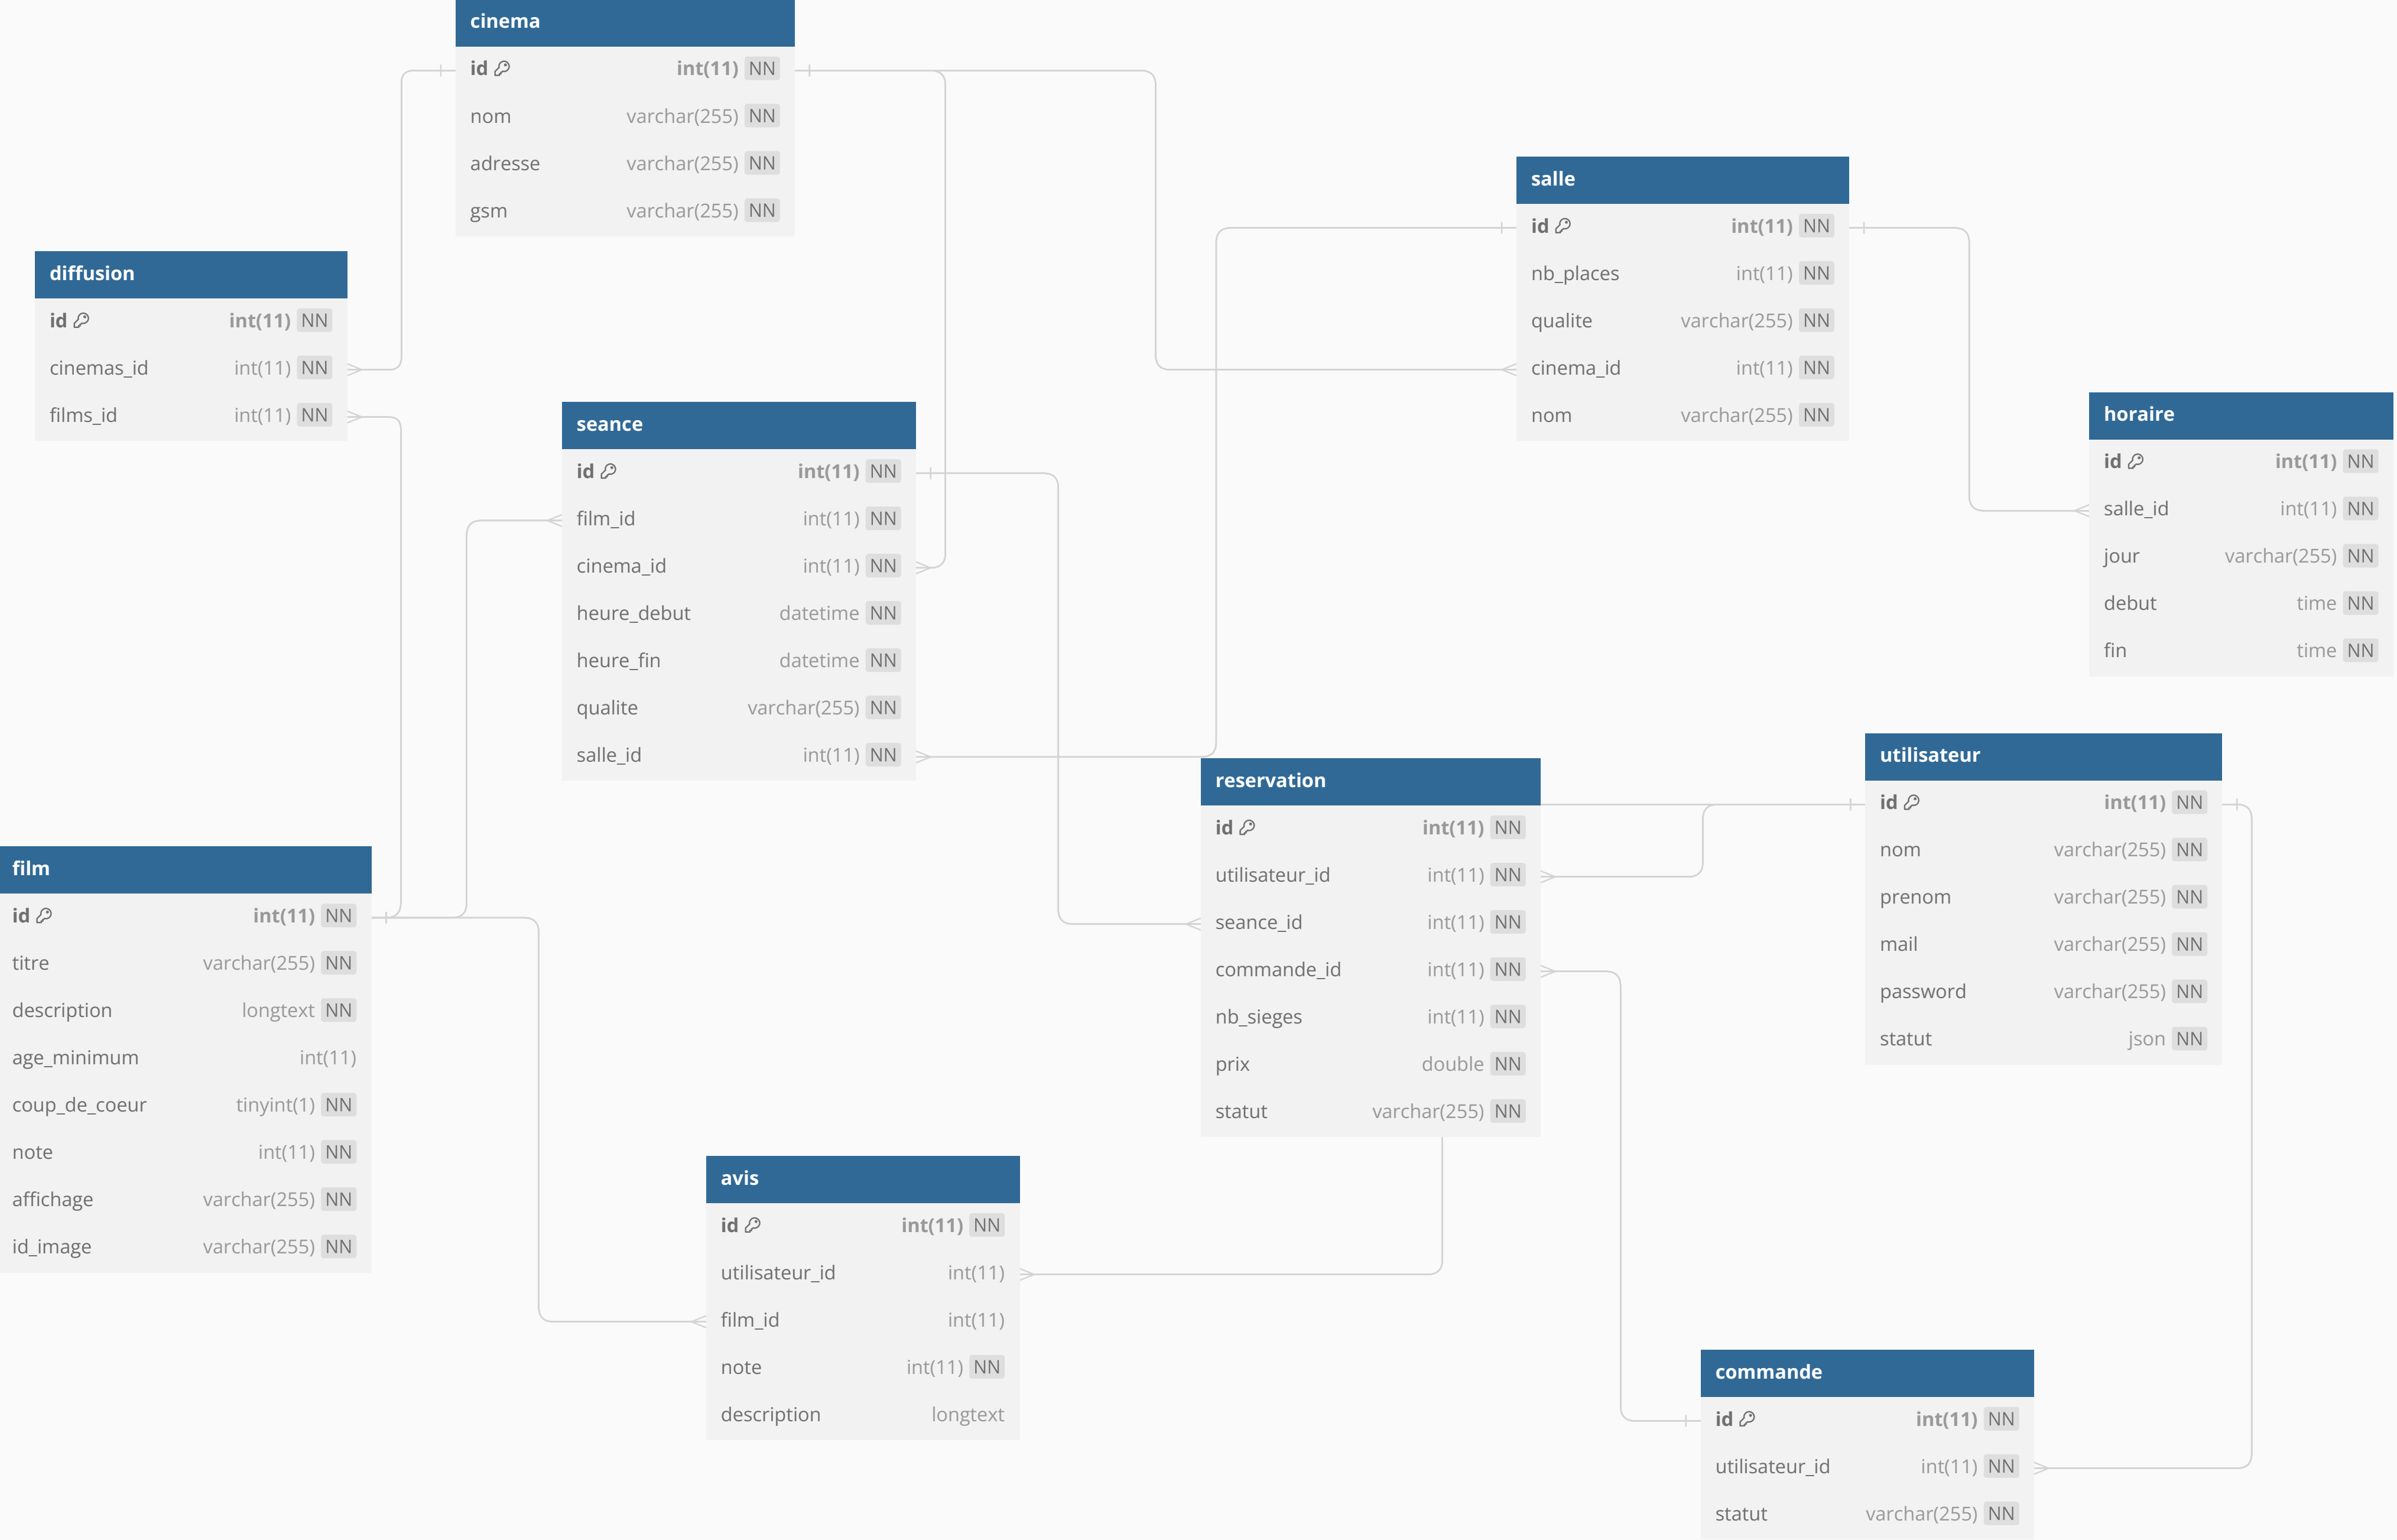 cinema
id int(11) NN
nom varchar(255) NN
adresse varchar(255) NN
gsm varchar(255) NN
diffusion
id int(11) NN
cinemas_id int(11) NN
films_id int(11) NN
seance
id int(11) NN
film_id int(11) NN
cinema_id int(11) NN
heure_debut datetime NN
heure_fin datetime NN
qualite varchar(255) NN
salle_id int(11) NN
salle
id int(11) NN
nb_places int(11) NN
qualite varchar(255) NN
cinema_id int(11) NN
nom varchar(255) NN
horaire
id int(11) NN
salle_id int(11) NN
jour varchar(255) NN
debut time NN
fin time NN
film
id int(11) NN
titre varchar(255) NN
description longtext NN
age_minimum int(11)
coup_de_coeur tinyint(1) NN
note int(11) NN
affichage varchar(255) NN
id_image varchar(255) NN
reservation
id int(11) NN
utilisateur_id int(11) NN
seance_id int(11) NN
commande_id int(11) NN
nb_sieges int(11) NN
prix double NN
statut varchar(255) NN
utilisateur
id int(11) NN
nom varchar(255) NN
prenom varchar(255) NN
mail varchar(255) NN
password varchar(255) NN
statut json NN
avis
id int(11) NN
utilisateur_id int(11)
film_id int(11)
note int(11) NN
description longtext
commande
id int(11) NN
utilisateur_id int(11) NN
statut varchar(255) NN